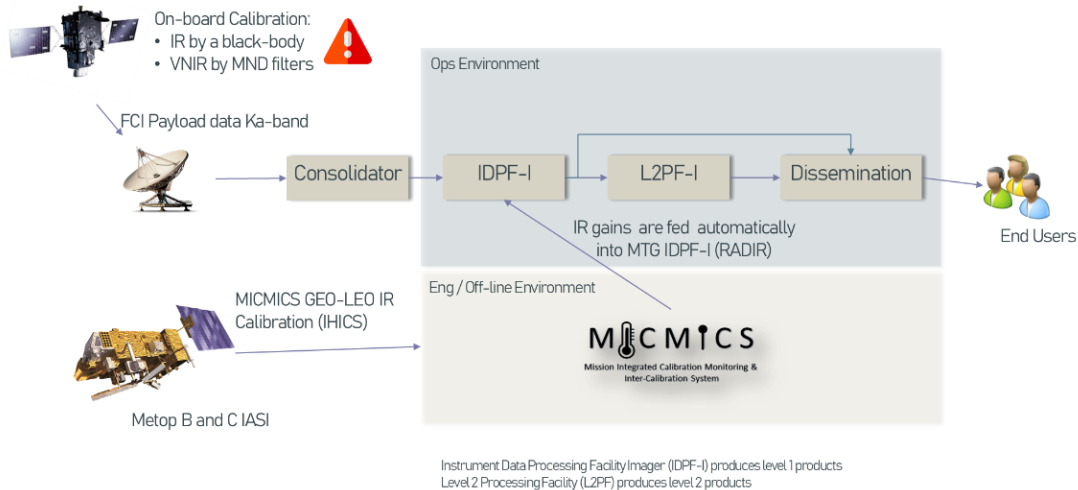 On-board Calibration:
• IR by a black-body
• VNIR by MND filters
Ops Environment
FCI Payload data Ka-band
Consolidator
IDPF-I
L2PF-I
Dissemination
IR gains are fed automatically
into MTG IDPF-I (RADIR)
End Users
Eng / Off-line Environment
MICMICS GEO-LEO IR
Calibration (IHICS)
MICMICS
Mission Integrated Calibration Monitoring &
Inter-Calibration System
Metop B and C IASI
Instrument Data Processing Facility Imager (IDPF-I) produces level 1 products
Level 2 Processing Facility (L2PF) produces level 2 products